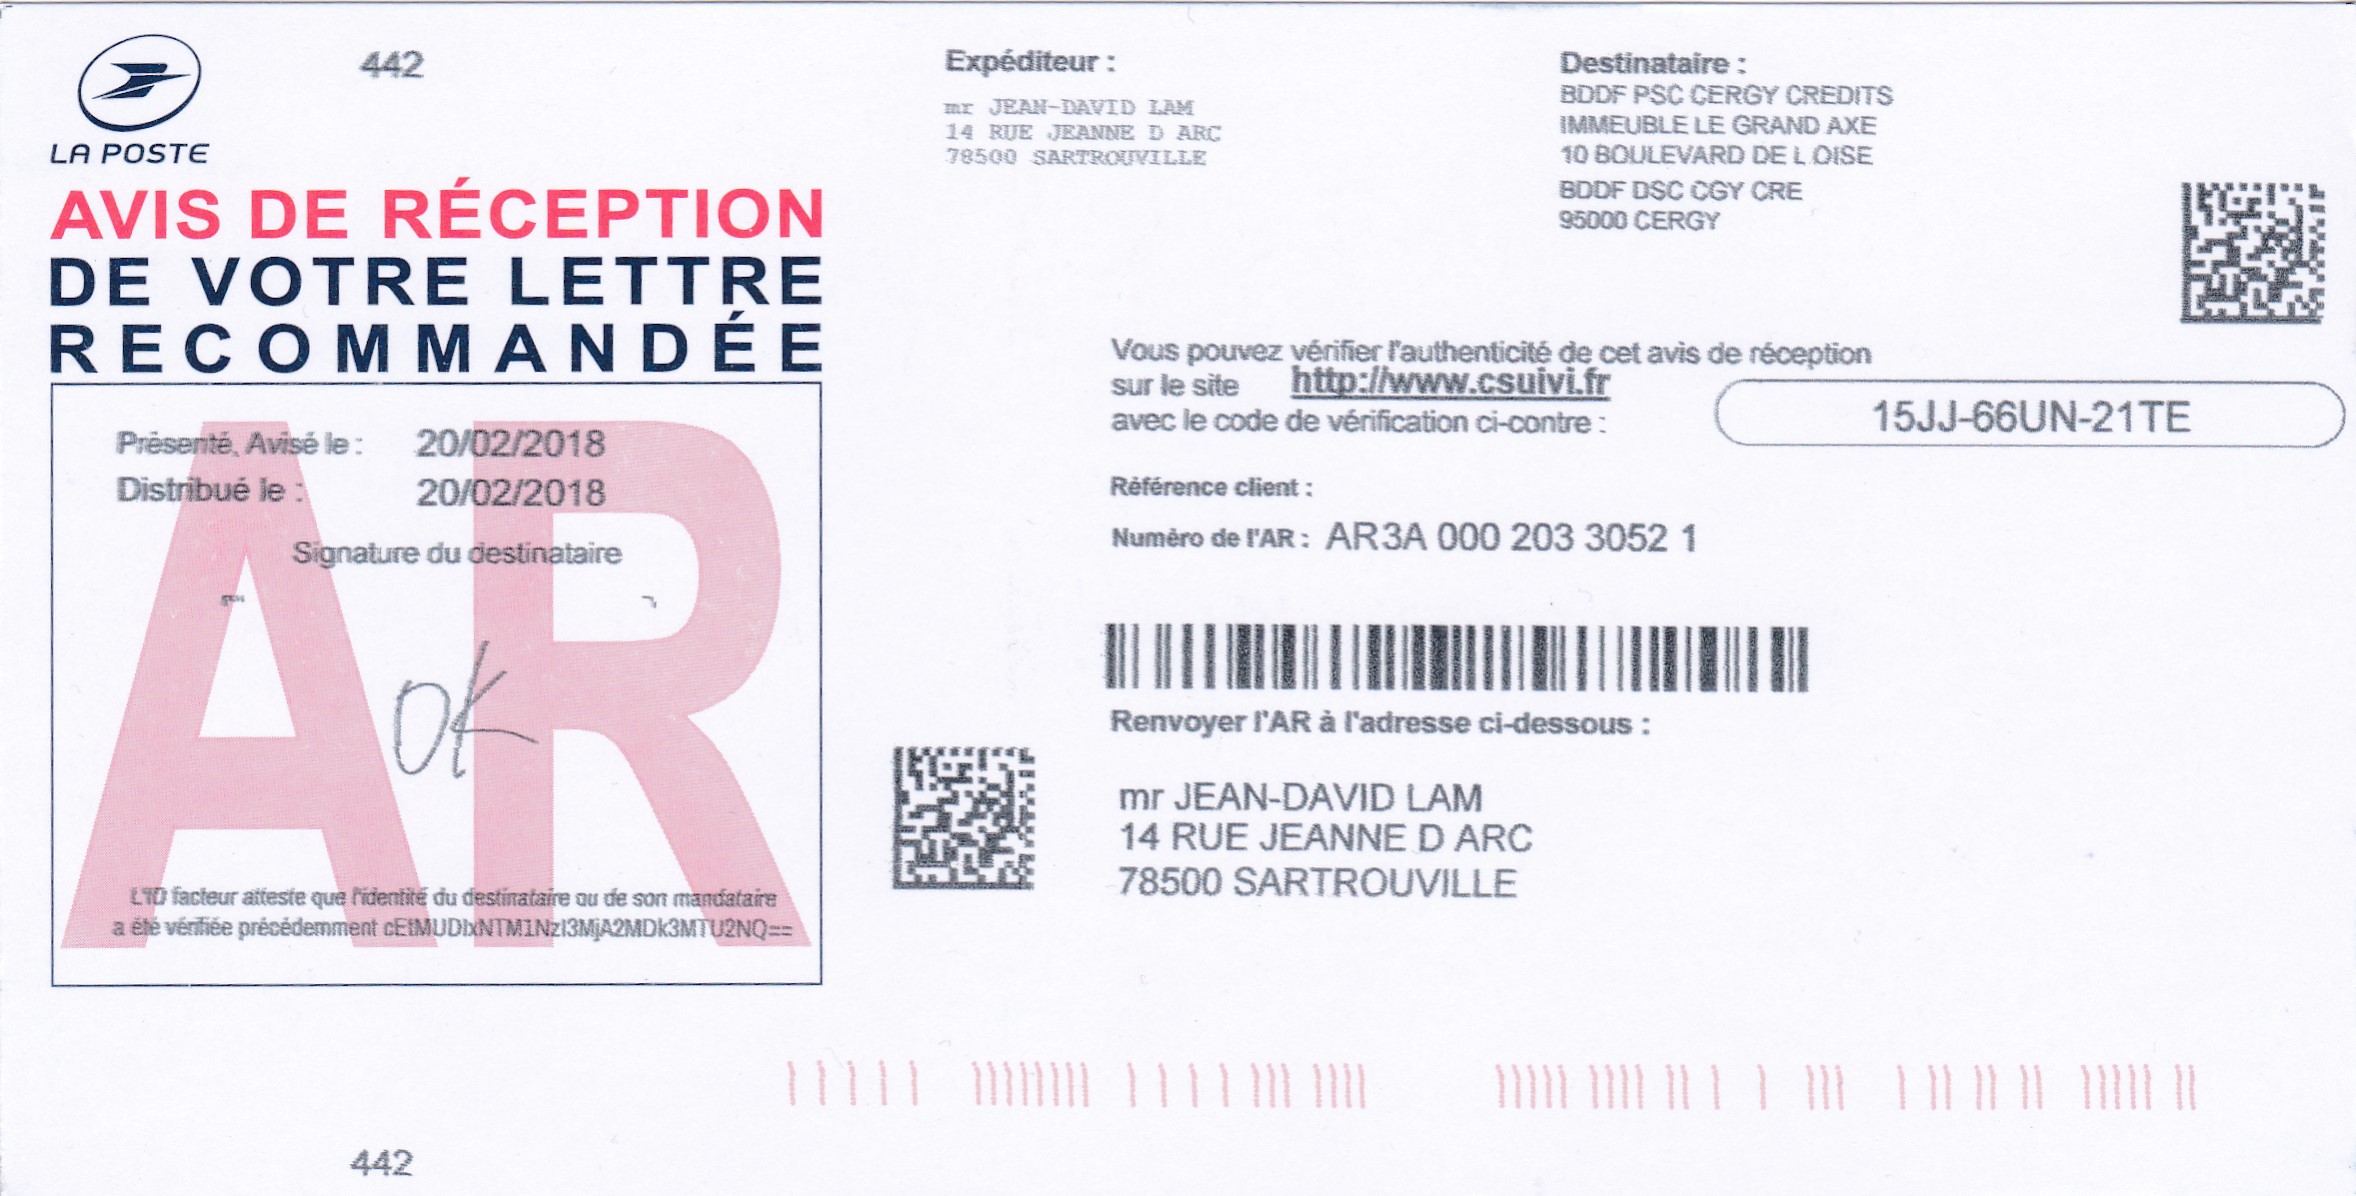 LA POSTE
442
AVIS DE RÉCEPTION
DE VOTRE LETTRE
RECOMMANDÉE
Présenté, Avisé le : 20/02/2018
Distribué le : 20/02/2018
Signature du destinataire
OK
L'ID facteur atteste que l'identité du destinataire ou de son mandataire
a été vérifiée précédemment
442
Expéditeur :
mr JEAN-DAVID LAM
14 RUE JEANNE D ARC
78500 SARTROUVILLE
Destinataire :
BDDF PSC CERGY CREDITS
IMMEUBLE LE GRAND AXE
10 BOULEVARD DE L OISE
BDDF DSC CGY CRE
95000 CERGY
Vous pouvez vérifier l'authenticité de cet avis de réception
sur le site http://www.csuivi.fr
avec le code de vérification ci-contre :
15JJ-66UN-21TE
Référence client :
Numéro de l'AR : AR3A 000 203 3052 1
Renvoyer l'AR à l'adresse ci-dessous :
mr JEAN-DAVID LAM
14 RUE JEANNE D ARC
78500 SARTROUVILLE